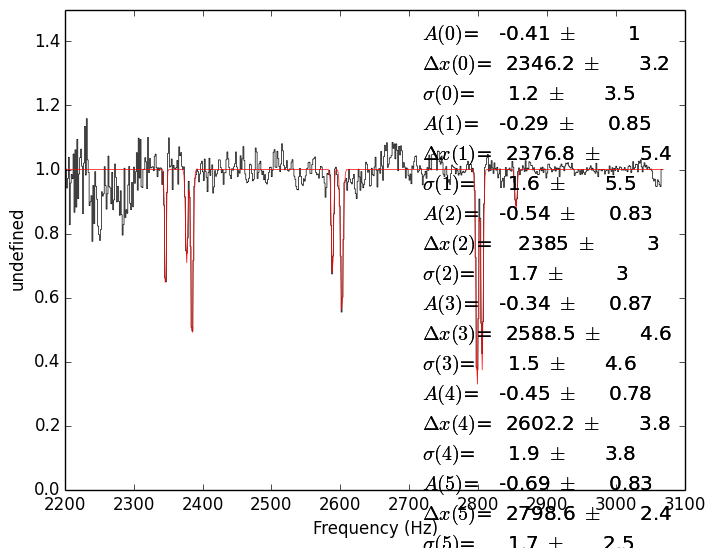 1.4
1.2
1.0
0.8
0.6
0.4
0.2
0.0
undefined
2200 2300 2400 2500 2600 2700 2800 2900 3000 3100
Frequency (Hz)
A(0)= -0.41 ± 1
Δx(0)= 2346.2 ± 3.2
σ(0)= 1.2 ± 3.5
A(1)= -0.29 ± 0.85
Δx(1)= 2376.8 ± 5.4
σ(1)= 1.6 ± 5.5
A(2)= -0.54 ± 0.83
Δx(2)= 2385 ± 3
σ(2)= 1.7 ± 3
A(3)= -0.34 ± 0.87
Δx(3)= 2588.5 ± 4.6
σ(3)= 1.5 ± 4.6
A(4)= -0.45 ± 0.78
Δx(4)= 2602.2 ± 3.8
σ(4)= 1.9 ± 3.8
A(5)= -0.69 ± 0.83
Δx(5)= 2798.6 ± 2.4
σ(5)= 1.7 ± 2.5